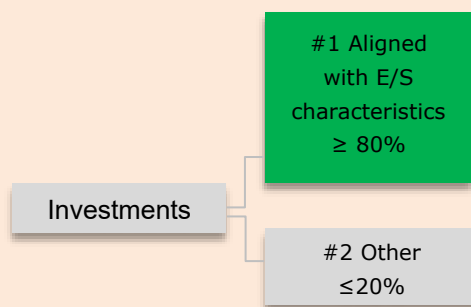 #1 Aligned
with E/S
characteristics
≥ 80%
Investments
#2 Other
≤20%